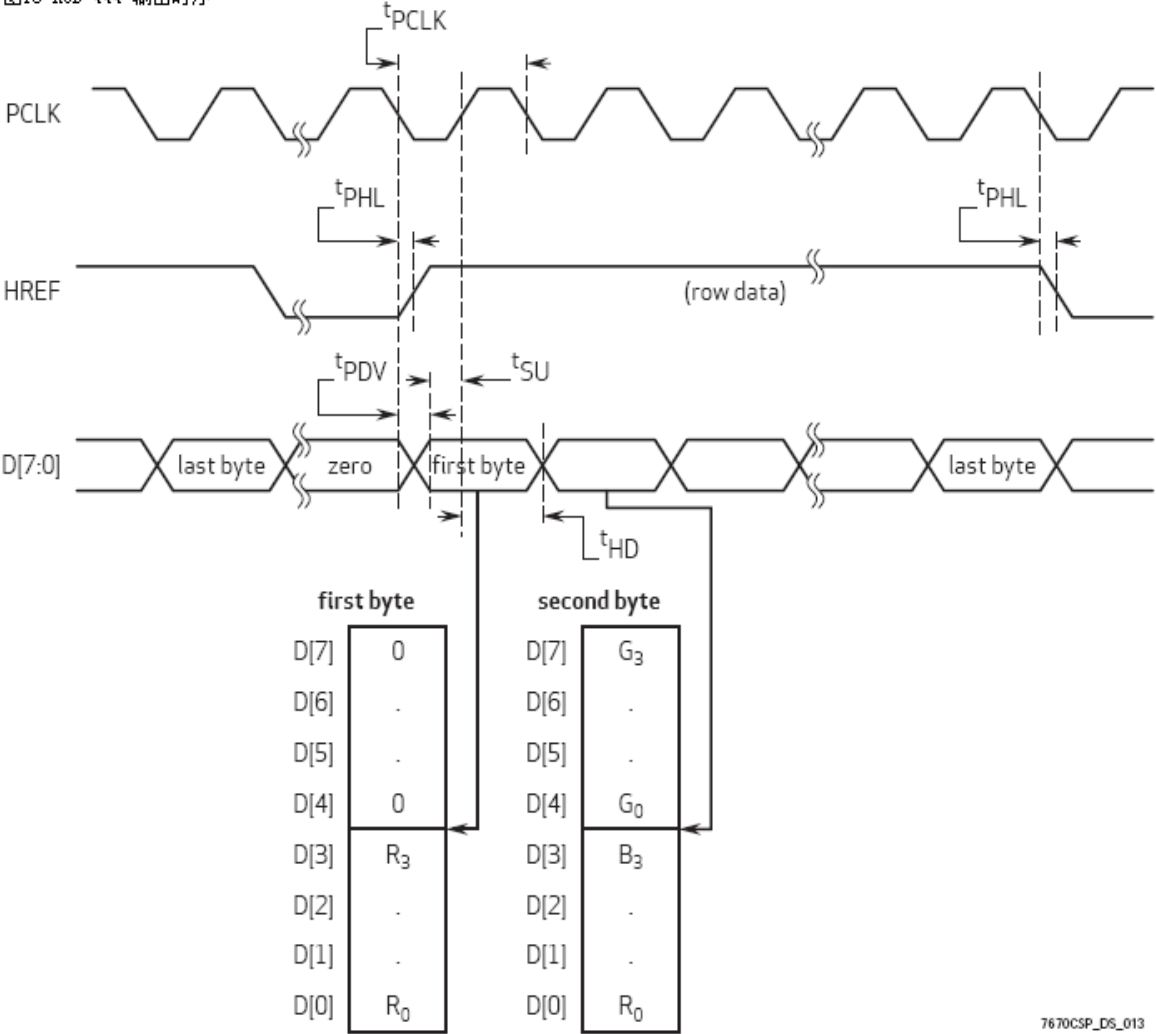 tPCLK
PCLK
tPHL
tPHL
HREF
(row data)
tPDV
tSU
D[7:0]
last byte
zero
first byte
last byte
tHD
first byte
second byte
D[7] 0
D[7] G3
D[6] .
D[6] .
D[5] .
D[5] .
D[4] 0
D[4] G0
D[3] R3
D[3] B3
D[2] .
D[2] .
D[1] .
D[1] .
D[0] R0
D[0] R0
7670CSP_DS_013